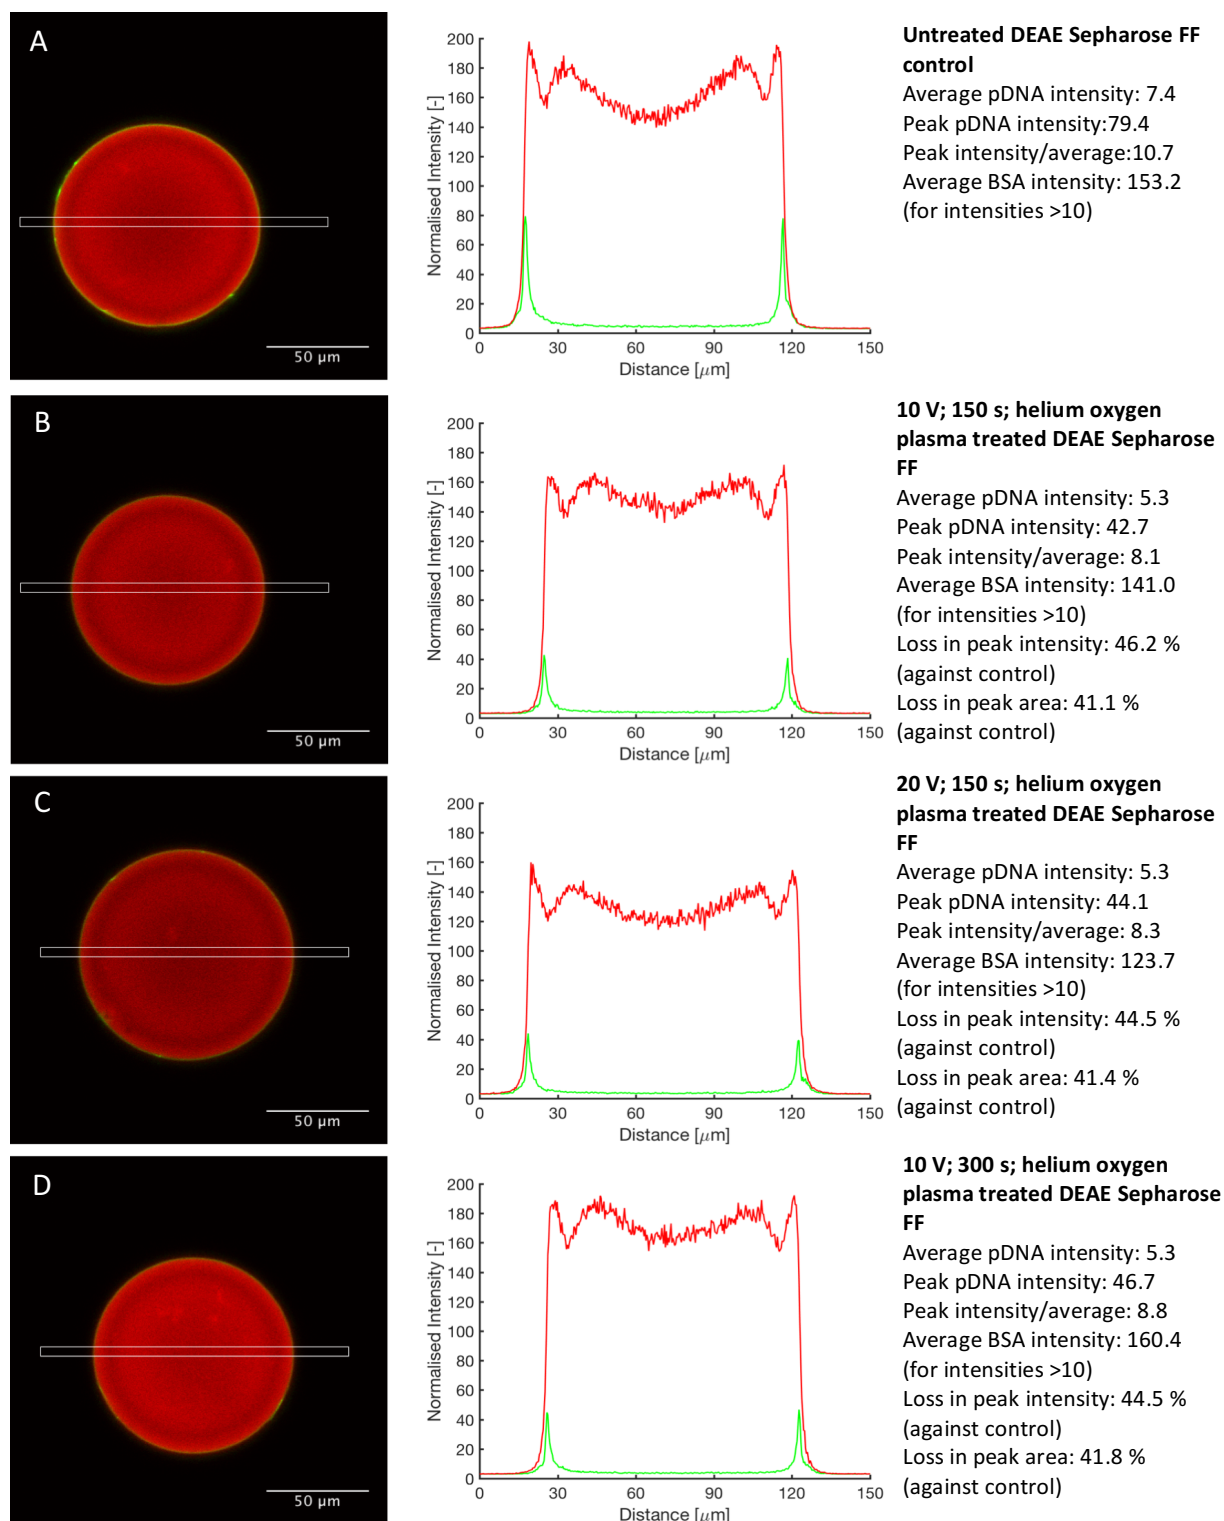 A
50 μm
200
180
160
140
120
100
80
60
40
20
0
Normalised Intensity [-]
0 30 60 90 120 150
Distance [μm]
Untreated DEAE Sepharose FF
control
Average pDNA intensity: 7.4
Peak pDNA intensity:79.4
Peak intensity/average:10.7
Average BSA intensity: 153.2
(for intensities >10)
B
50 μm
200
180
160
140
120
100
80
60
40
20
0
Normalised Intensity [-]
0 30 60 90 120 150
Distance [μm]
10 V; 150 s; helium oxygen
plasma treated DEAE Sepharose
FF
Average pDNA intensity: 5.3
Peak pDNA intensity: 42.7
Peak intensity/average: 8.1
Average BSA intensity: 141.0
(for intensities >10)
Loss in peak intensity: 46.2 %
(against control)
Loss in peak area: 41.1 %
(against control)
C
50 μm
200
180
160
140
120
100
80
60
40
20
0
Normalised Intensity [-]
0 30 60 90 120 150
Distance [μm]
20 V; 150 s; helium oxygen
plasma treated DEAE Sepharose
FF
Average pDNA intensity: 5.3
Peak pDNA intensity: 44.1
Peak intensity/average: 8.3
Average BSA intensity: 123.7
(for intensities >10)
Loss in peak intensity: 44.5 %
(against control)
Loss in peak area: 41.4 %
(against control)
D
50 μm
200
180
160
140
120
100
80
60
40
20
0
Normalised Intensity [-]
0 30 60 90 120 150
Distance [μm]
10 V; 300 s; helium oxygen
plasma treated DEAE Sepharose
FF
Average pDNA intensity: 5.3
Peak pDNA intensity: 46.7
Peak intensity/average: 8.8
Average BSA intensity: 160.4
(for intensities >10)
Loss in peak intensity: 44.5 %
(against control)
Loss in peak area: 41.8 %
(against control)